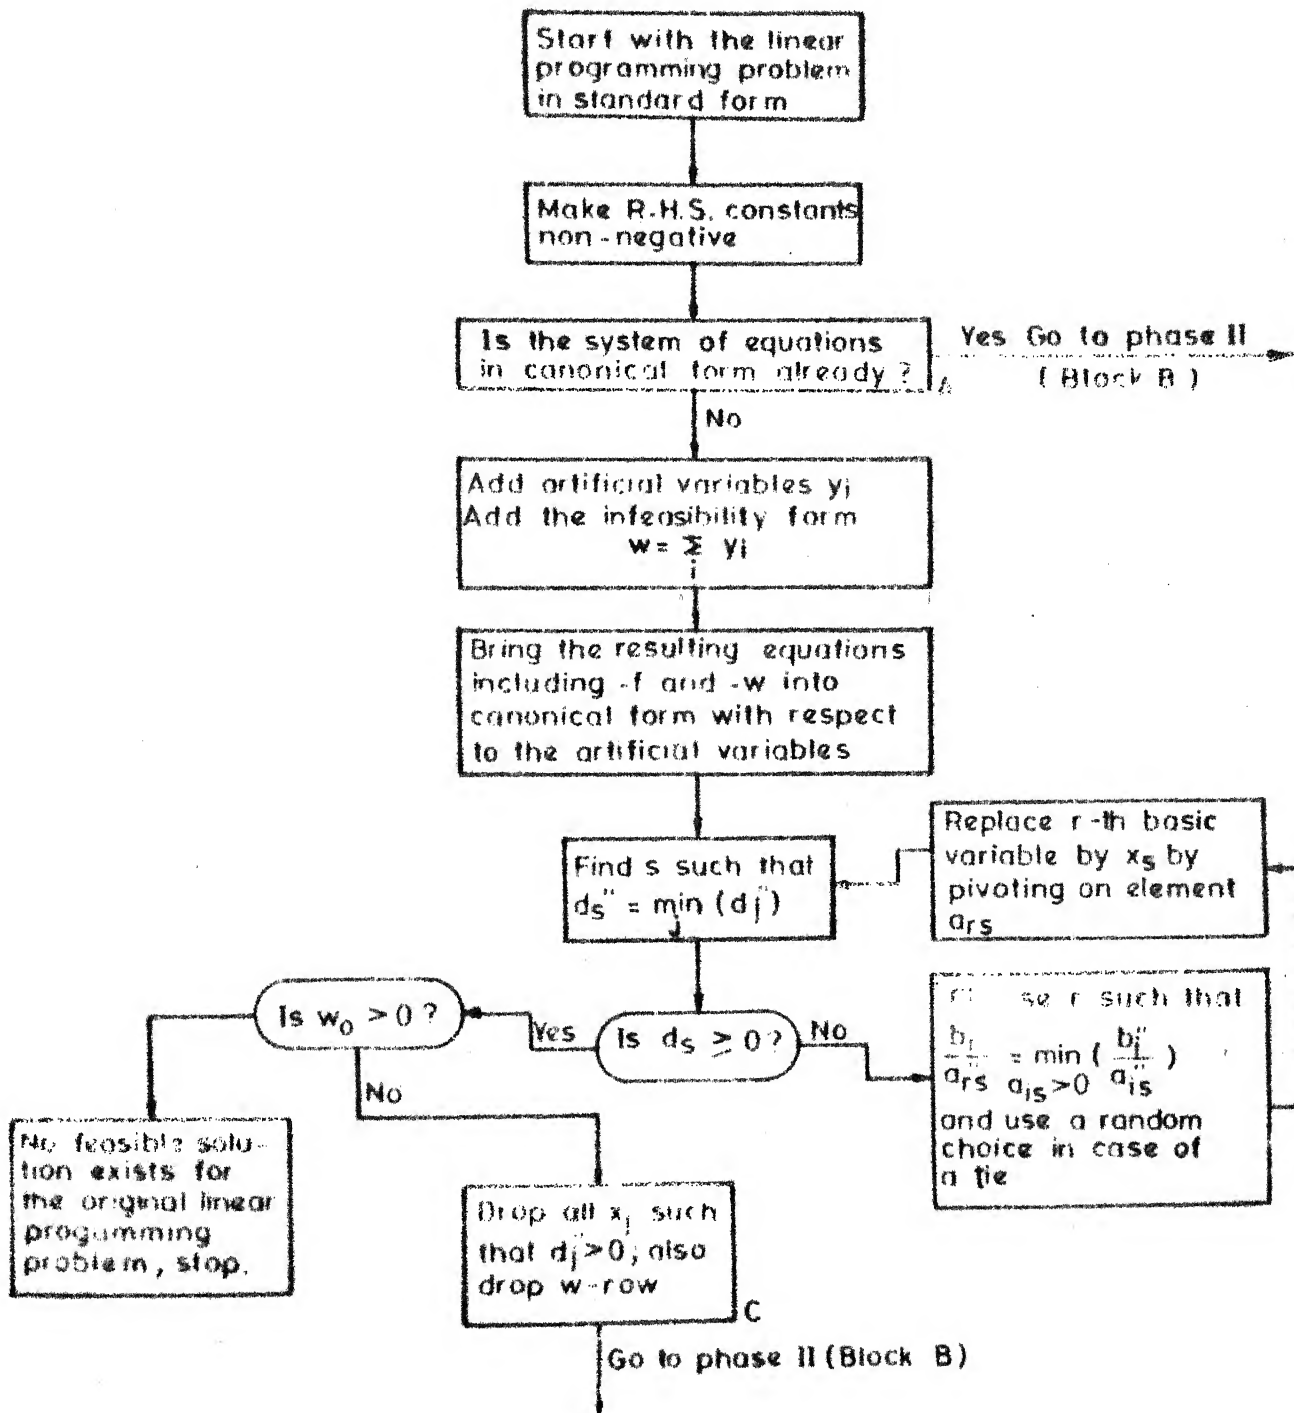 Start with the linear
programming problem
in standard form
Make R.H.S. constants
non-negative
Is the system of equations
in canonical form already ?
A
Yes Go to phase II
(Block B)
No
Add artificial variables yi
Add the infeasibility form
w = Σ yi
i
Bring the resulting equations
including -f and -w into
canonical form with respect
to the artificial variables
Find s such that
ds'' = min (dj'')
j
Replace r-th basic
variable by xs by
pivoting on element
ars
Is ds ≥ 0?
Yes
No
Is w0 > 0 ?
No
se r such that
/ars'' = min ( bi''/ais'' )
ais>0
and use a random
choice in case of
a tie
No feasible solu-
tion exists for
the original linear
progumming
problem, stop.
Drop all xj such
that dj''>0; also
drop w-row
C
Go to phase II (Block B)